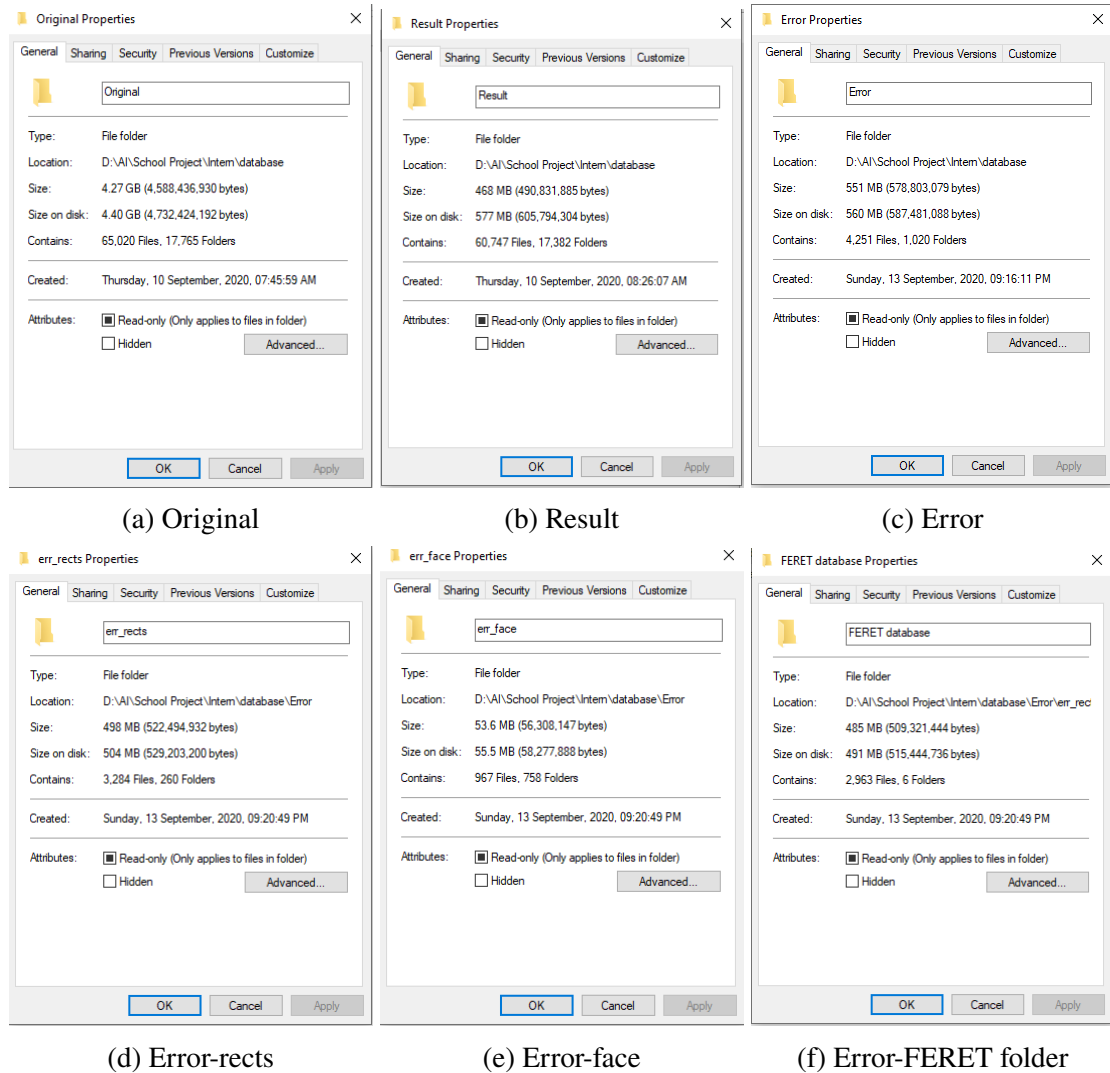 Original Properties
General Sharing Security Previous Versions Customize
Original
Type: File folder
Location: D:\AI\School Project\Intern\database
Size: 4.27 GB (4,588,436,930 bytes)
Size on disk: 4.40 GB (4,732,424,192 bytes)
Contains: 65,020 Files, 17,765 Folders
Created: Thursday, 10 September, 2020, 07:45:59 AM
Attributes: Read-only (Only applies to files in folder)
Hidden Advanced...
OK Cancel Apply
(a) Original
Result Properties
General Sharing Security Previous Versions Customize
Result
Type: File folder
Location: D:\AI\School Project\Intern\database
Size: 468 MB (490,831,885 bytes)
Size on disk: 577 MB (605,794,304 bytes)
Contains: 60,747 Files, 17,382 Folders
Created: Thursday, 10 September, 2020, 08:26:07 AM
Attributes: Read-only (Only applies to files in folder)
Hidden Advanced...
OK Cancel Apply
(b) Result
Error Properties
General Sharing Security Previous Versions Customize
Error
Type: File folder
Location: D:\AI\School Project\Intern\database
Size: 551 MB (578,803,079 bytes)
Size on disk: 560 MB (587,481,088 bytes)
Contains: 4,251 Files, 1,020 Folders
Created: Sunday, 13 September, 2020, 09:16:11 PM
Attributes: Read-only (Only applies to files in folder)
Hidden Advanced...
OK Cancel Apply
(c) Error
err_rects Properties
General Sharing Security Previous Versions Customize
err_rects
Type: File folder
Location: D:\AI\School Project\Intern\database\Error
Size: 498 MB (522,494,932 bytes)
Size on disk: 504 MB (529,203,200 bytes)
Contains: 3,284 Files, 260 Folders
Created: Sunday, 13 September, 2020, 09:20:49 PM
Attributes: Read-only (Only applies to files in folder)
Hidden Advanced...
OK Cancel Apply
(d) Error-rects
err_face Properties
General Sharing Security Previous Versions Customize
err_face
Type: File folder
Location: D:\AI\School Project\Intern\database\Error
Size: 53.6 MB (56,308,147 bytes)
Size on disk: 55.5 MB (58,277,888 bytes)
Contains: 967 Files, 758 Folders
Created: Sunday, 13 September, 2020, 09:20:49 PM
Attributes: Read-only (Only applies to files in folder)
Hidden Advanced...
OK Cancel Apply
(e) Error-face
FERET database Properties
General Sharing Security Previous Versions Customize
FERET database
Type: File folder
Location: D:\AI\School Project\Intern\database\Error\err_rect
Size: 485 MB (509,321,444 bytes)
Size on disk: 491 MB (515,444,736 bytes)
Contains: 2,963 Files, 6 Folders
Created: Sunday, 13 September, 2020, 09:20:49 PM
Attributes: Read-only (Only applies to files in folder)
Hidden Advanced...
OK Cancel Apply
(f) Error-FERET folder